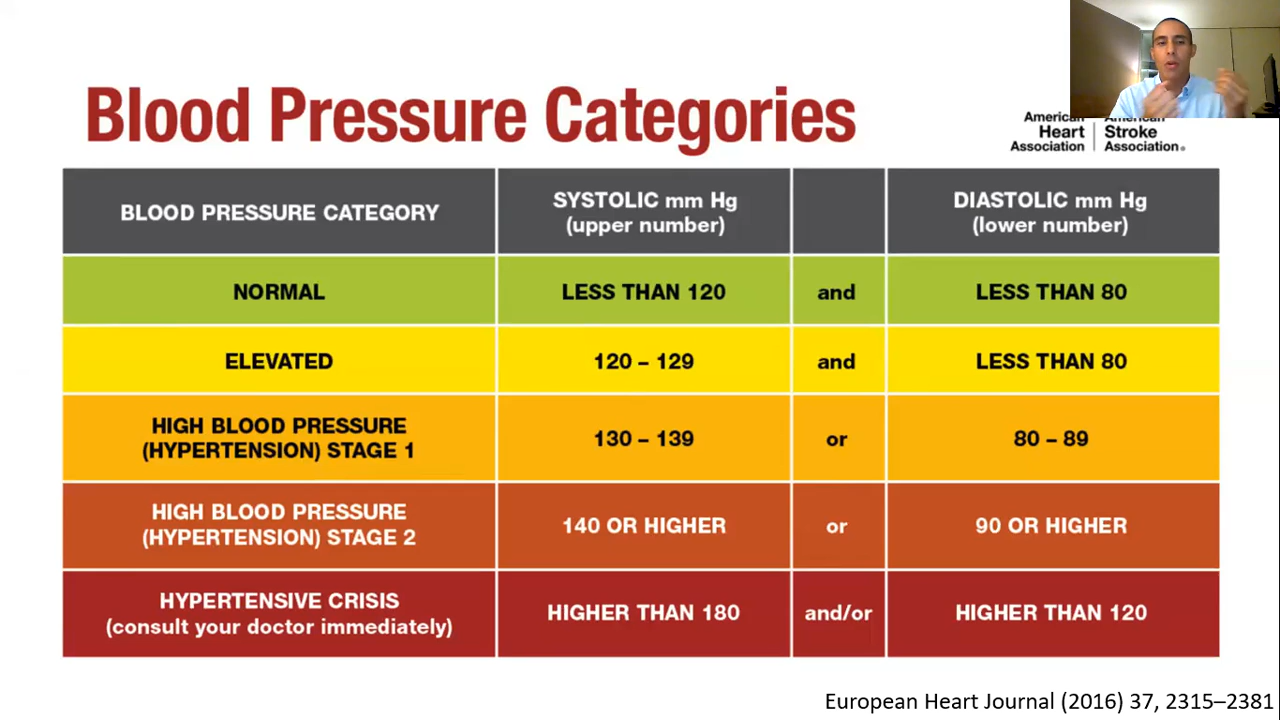 Blood Pressure Categories
American
Heart
Association
American
Stroke
Association®
BLOOD PRESSURE CATEGORY
SYSTOLIC mm Hg
(upper number)
DIASTOLIC mm Hg
(lower number)
NORMAL
LESS THAN 120
and
LESS THAN 80
ELEVATED
120 – 129
and
LESS THAN 80
HIGH BLOOD PRESSURE
(HYPERTENSION) STAGE 1
130 – 139
or
80 – 89
HIGH BLOOD PRESSURE
(HYPERTENSION) STAGE 2
140 OR HIGHER
or
90 OR HIGHER
HYPERTENSIVE CRISIS
(consult your doctor immediately)
HIGHER THAN 180
and/or
HIGHER THAN 120
European Heart Journal (2016) 37, 2315–2381